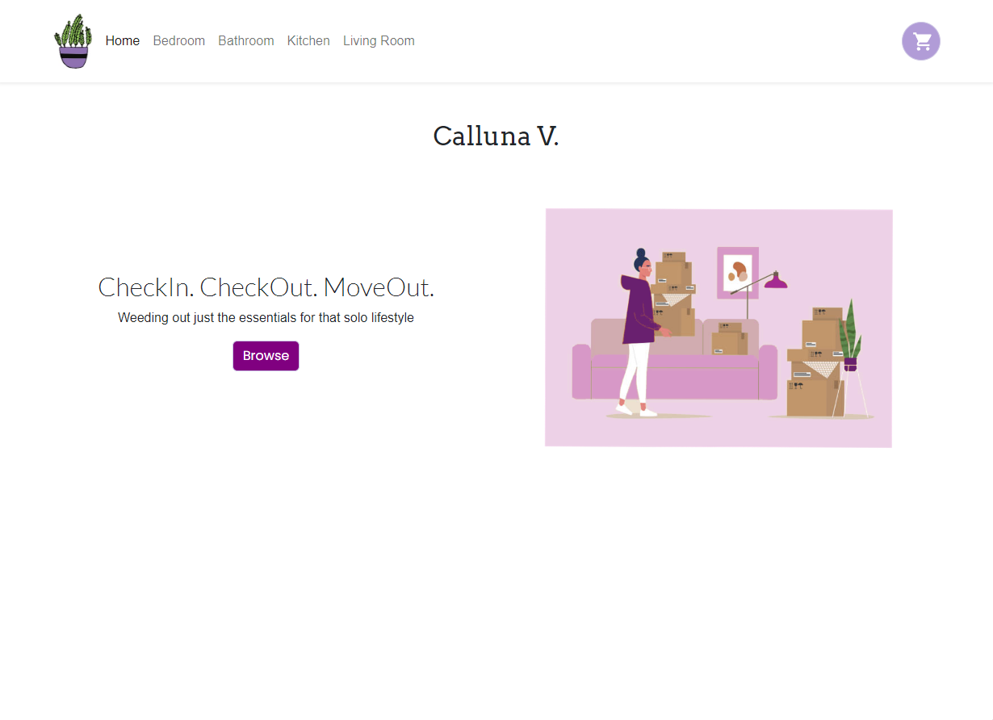 Home Bedroom Bathroom Kitchen Living Room
Calluna V.
CheckIn. CheckOut. MoveOut.
Weeding out just the essentials for that solo lifestyle
Browse